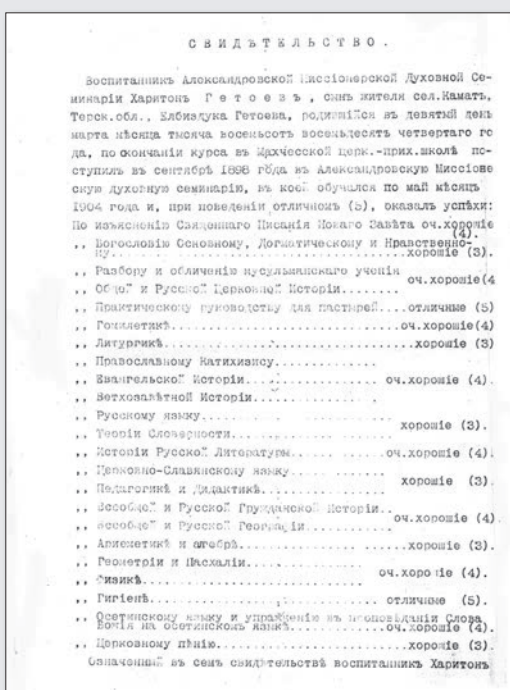 СВИДѢТЕЛЬСТВО.
Воспитанникъ Александровской Миссіонерской Духовной Се-
минаріи Харитонъ Гетоевъ, сынъ жителя сел.Каматъ,
Терск.обл., Елбиздука Гетоева, родившійся въ девятый день
марта мѣсяца тысяча восемьсотъ восемьдесятъ четвертаго го
да, по окончаніи курса въ Махческой церк.-прих.школѣ по-
ступилъ въ сентябрѣ 1898 года въ Александровскую Миссіоне
скую духовную семинарію, въ коей обучался по май мѣсяцъ
1904 года и, при поведеніи отличномъ (5), оказалъ успѣхи:
По изъясненію Священнаго Писанія Новаго Завѣта оч.хорошіе
(4).
,, Богословію Основному, Догматическому и Нравственно-
му..........хорошіе (3).
,, Разбору и обличенію мусульманскаго ученія
,, Общей и Русской Церковной Исторіи.......оч.хорошіе(4
,, Практическому руководству для пастырей....отличные (5)
,, Гомилетикѣ..........оч.хорошіе(4)
,, Литургикѣ..........хорошіе (3)
,, Православному Катихизису.......
,, Евангельской Исторіи.......... оч.хорошіе (4).
,, Ветхозавѣтной Исторіи..........
,, Русскому языку..........
,, Теоріи Словесности.......... хорошіе (3).
,, Исторіи Русской Литературы.......оч.хорошіе (4).
,, Церковно-Славянскому языку.......
,, Педагогикѣ и Дидактикѣ.......... хорошіе (3).
,, Всеобщей и Русской Гражданской Исторіи..
,, Всеобщей и Русской Географіи.......оч.хорошіе (4)
,, Ариѳметикѣ и алгебрѣ..........хорошіе (3).
,, Геометріи и Пасхаліи..........
,, Физикѣ.......... оч.хорошіе (4).
,, Гигіенѣ.......... отличные (5).
,, Осетинскому языку и упражненію въ проповѣданіи Слова
Божія на осетинскомъ языкѣ..........оч.хорошіе (4).
,, Церковному пѣнію..........хорошіе (3).
Означенный въ семъ свидѣтельствѣ воспитанникъ Харитонъ